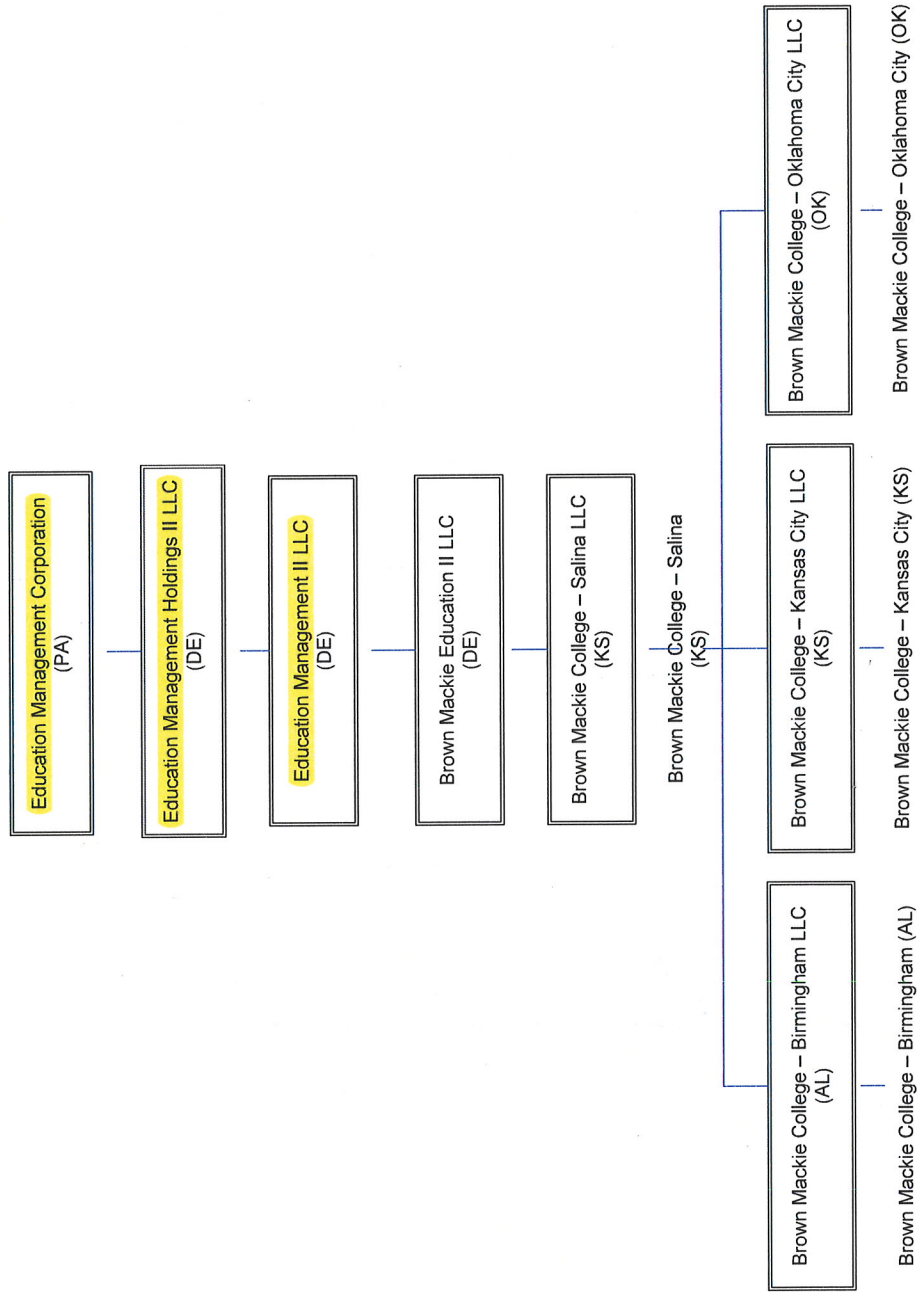 Education Management Corporation
(PA)
Education Management Holdings II LLC
(DE)
Education Management II LLC
(DE)
Brown Mackie Education II LLC
(DE)
Brown Mackie College – Salina LLC
(KS)
Brown Mackie College – Salina
(KS)
Brown Mackie College – Birmingham LLC
(AL)
Brown Mackie College – Kansas City LLC
(KS)
Brown Mackie College – Oklahoma City LLC
(OK)
Brown Mackie College – Birmingham (AL)
Brown Mackie College – Kansas City (KS)
Brown Mackie College – Oklahoma City (OK)